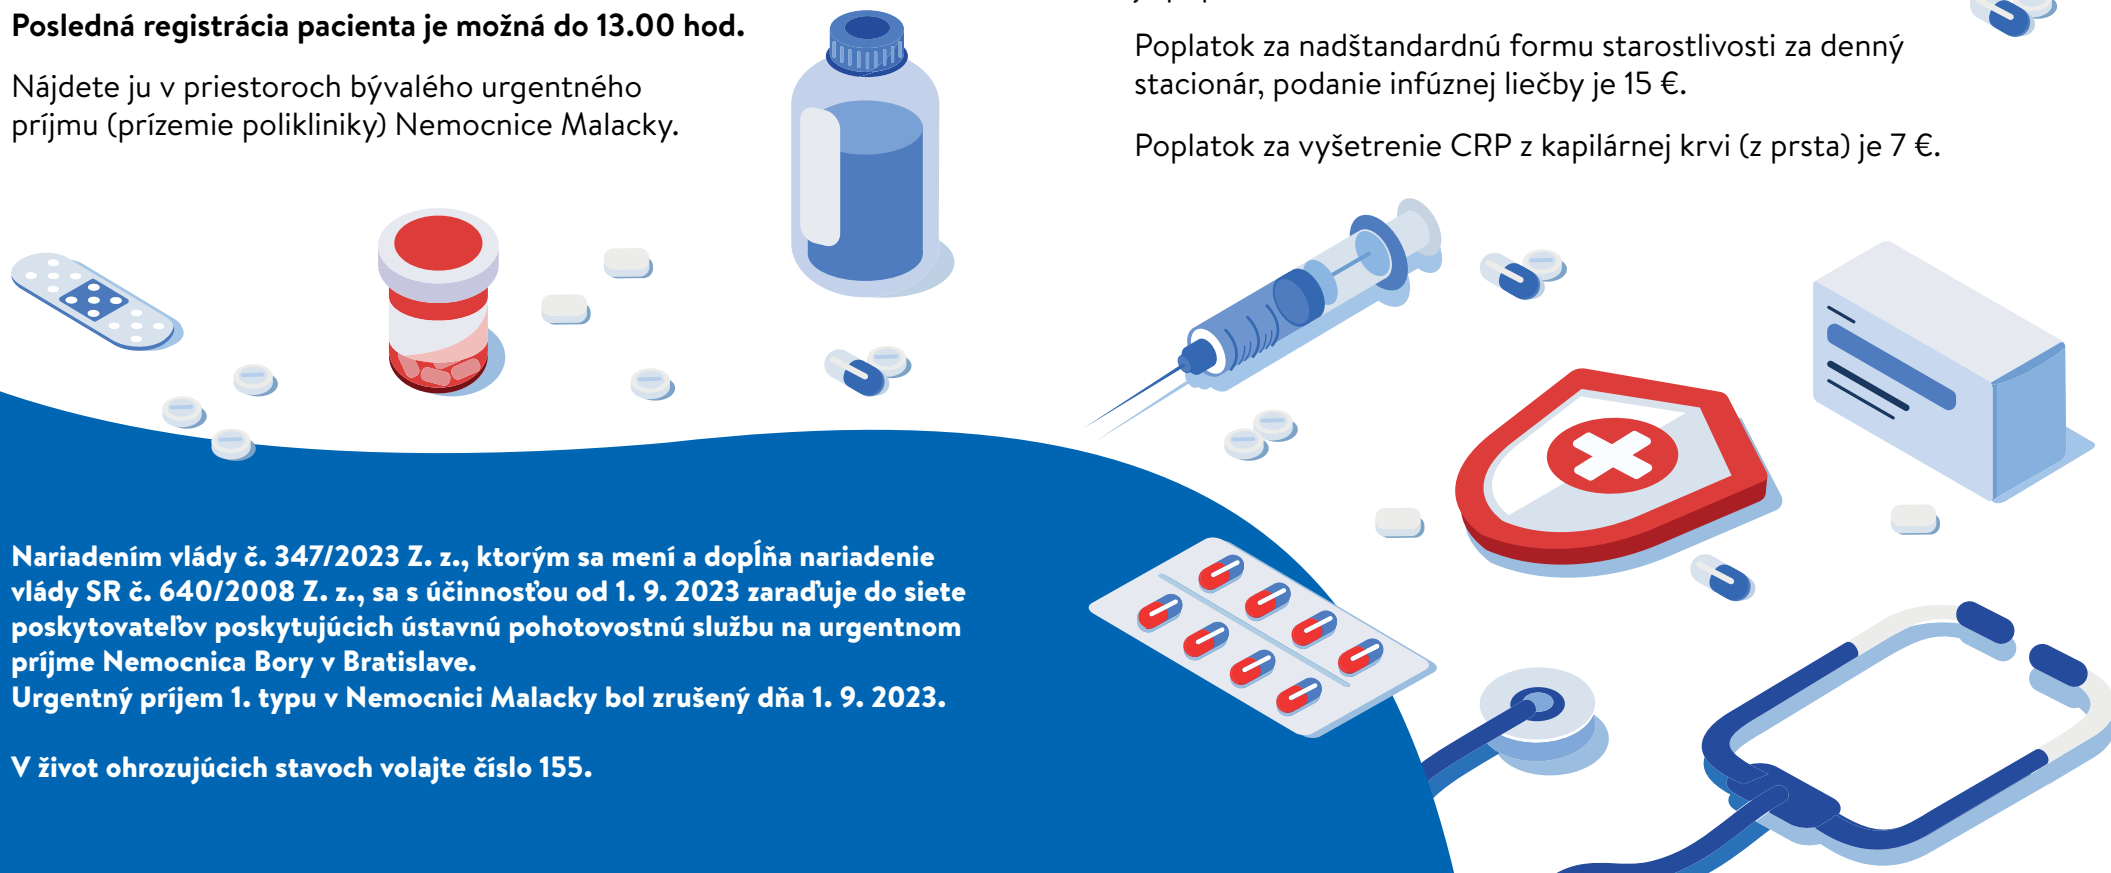 Posledná registrácia pacienta je možná do 13.00 hod.
Nájdete ju v priestoroch bývalého urgentného
príjmu (prízemie polikliniky) Nemocnice Malacky.
Poplatok za nadštandardnú formu starostlivosti za denný
stacionár, podanie infúznej liečby je 15 €.
Poplatok za vyšetrenie CRP z kapilárnej krvi (z prsta) je 7 €.
Nariadením vlády č. 347/2023 Z. z., ktorým sa mení a dopĺňa nariadenie
vlády SR č. 640/2008 Z. z., sa s účinnosťou od 1. 9. 2023 zaraďuje do siete
poskytovateľov poskytujúcich ústavnú pohotovostnú službu na urgentnom
príjme Nemocnica Bory v Bratislave.
Urgentný príjem 1. typu v Nemocnici Malacky bol zrušený dňa 1. 9. 2023.
V život ohrozujúcich stavoch volajte číslo 155.